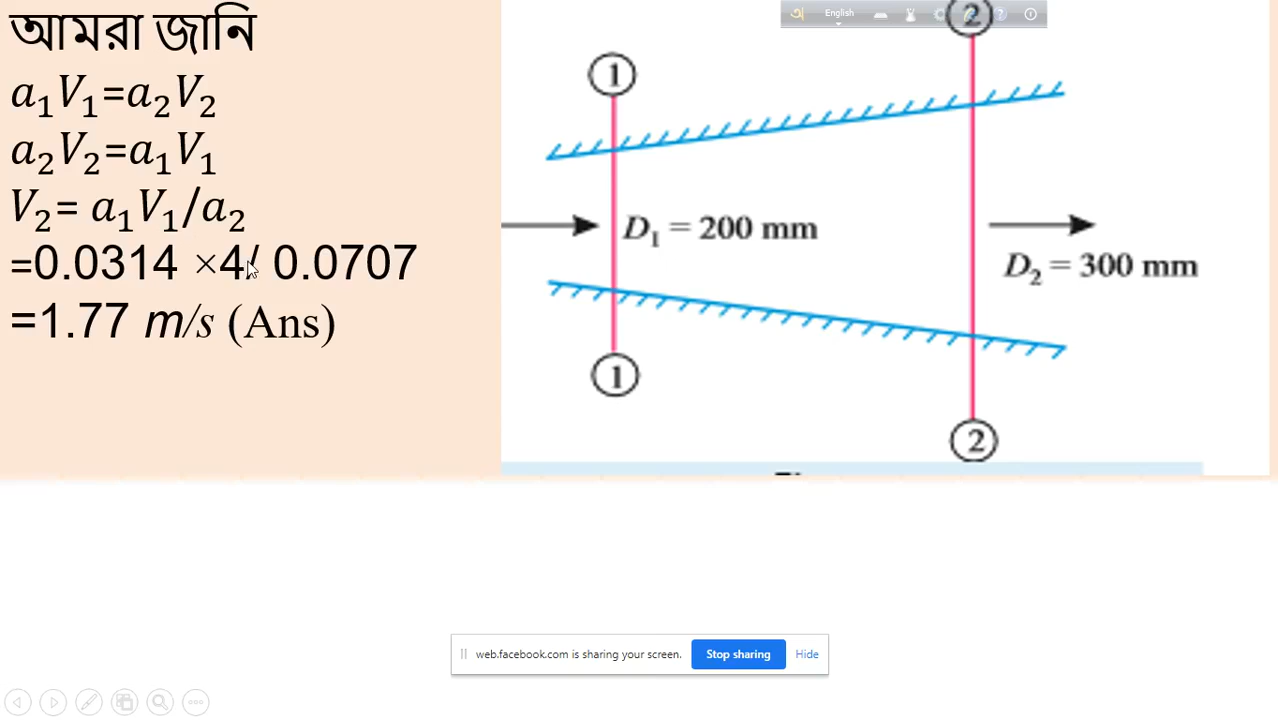 আমরা জানি
a₁V₁=a₂V₂
a₂V₂=a₁V₁
V₂= a₁V₁/a₂
=0.0314 ×4/ 0.0707
=1.77 m/s (Ans)
English
2
1
D₁ = 200 mm
D₂ = 300 mm
1
2
web.facebook.com is sharing your screen.
Stop sharing
Hide